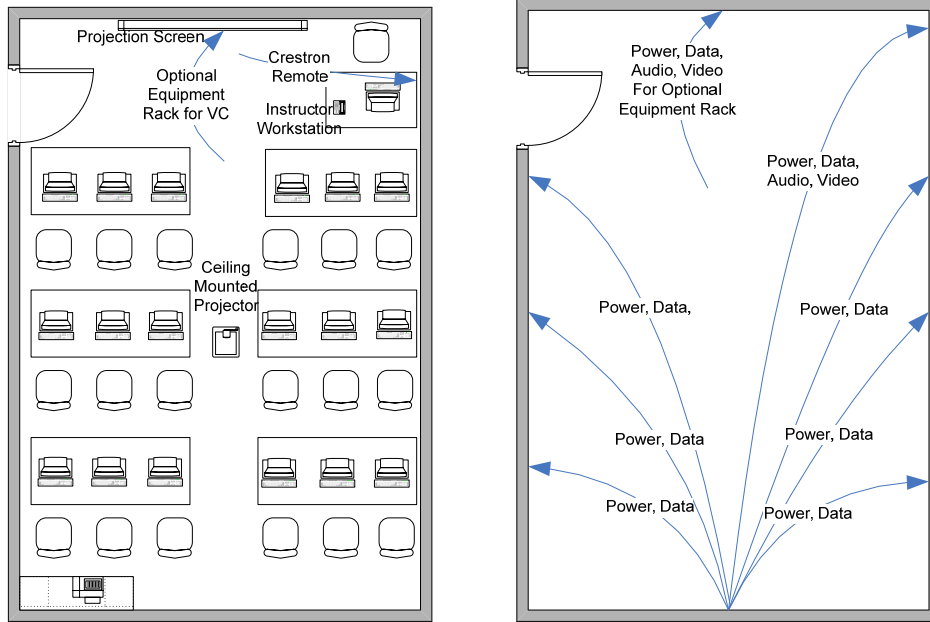 Projection Screen
Crestron
Remote
Optional
Equipment
Rack for VC
Instructor
Workstation
Ceiling
Mounted
Projector
Power, Data,
Audio, Video
For Optional
Equipment Rack
Power, Data,
Audio, Video
Power, Data,
Power, Data
Power, Data
Power, Data
Power, Data
Power, Data